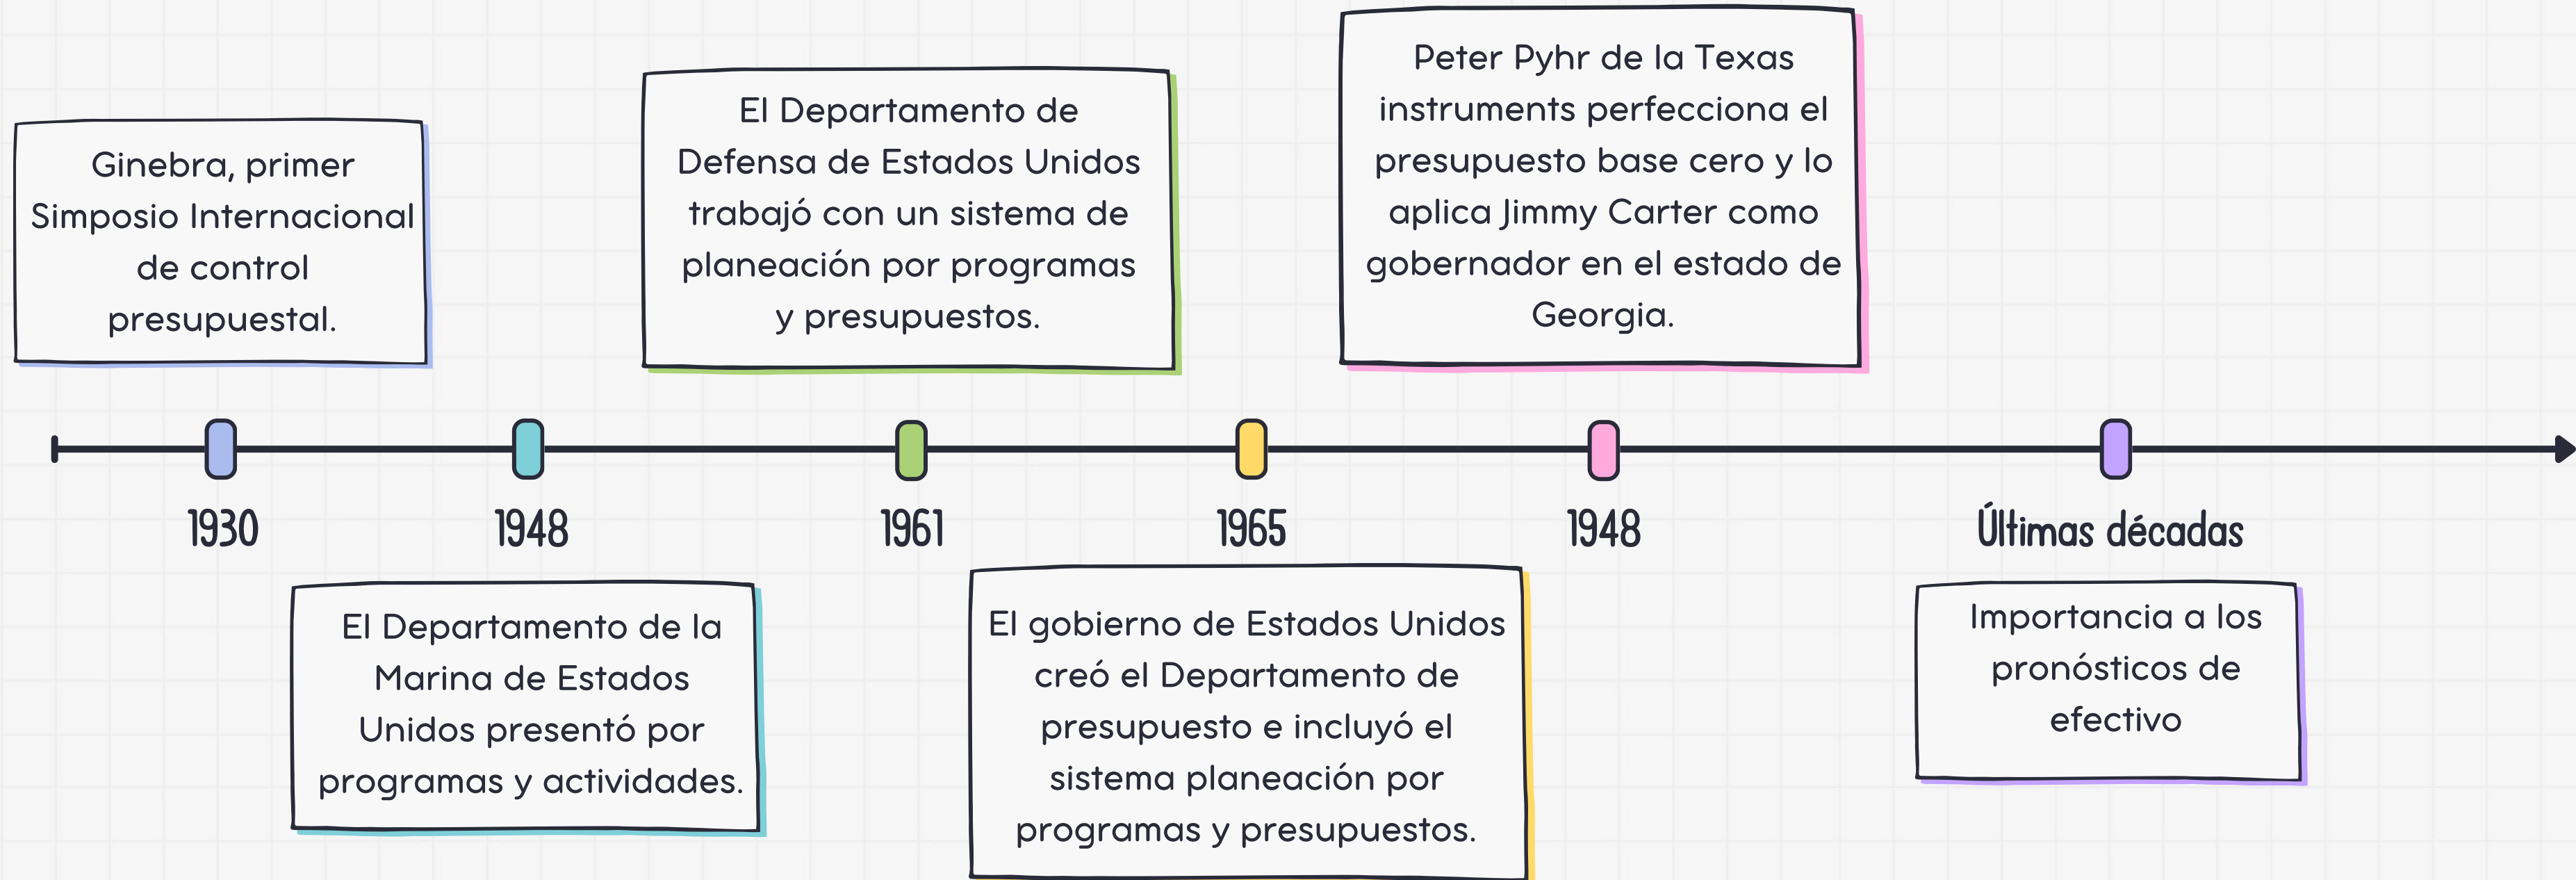 Ginebra, primer
Simposio Internacional
de control
presupuestal.
El Departamento de
Defensa de Estados Unidos
trabajó con un sistema de
planeación por programas
y presupuestos.
Peter Pyhr de la Texas
instruments perfecciona el
presupuesto base cero y lo
aplica Jimmy Carter como
gobernador en el estado de
Georgia.
1930
1948
1961
1965
1948
Últimas décadas
El Departamento de la
Marina de Estados
Unidos presentó por
programas y actividades.
El gobierno de Estados Unidos
creó el Departamento de
presupuesto e incluyó el
sistema planeación por
programas y presupuestos.
Importancia a los
pronósticos de
efectivo